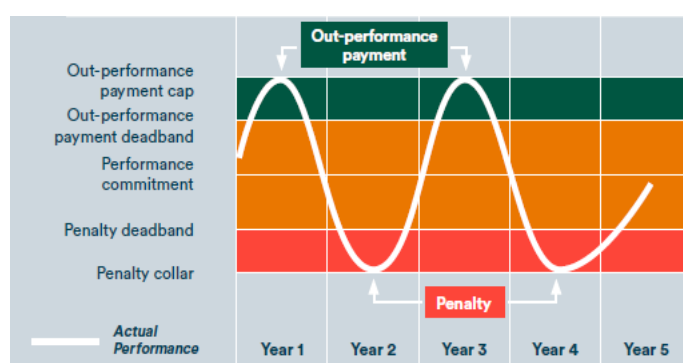 Out-performance
payment
Out-performance
payment cap
Out-performance
payment deadband
Performance
commitment
Penalty deadband
Penalty collar
Penalty
Actual
Performance
Year 1
Year 2
Year 3
Year 4
Year 5